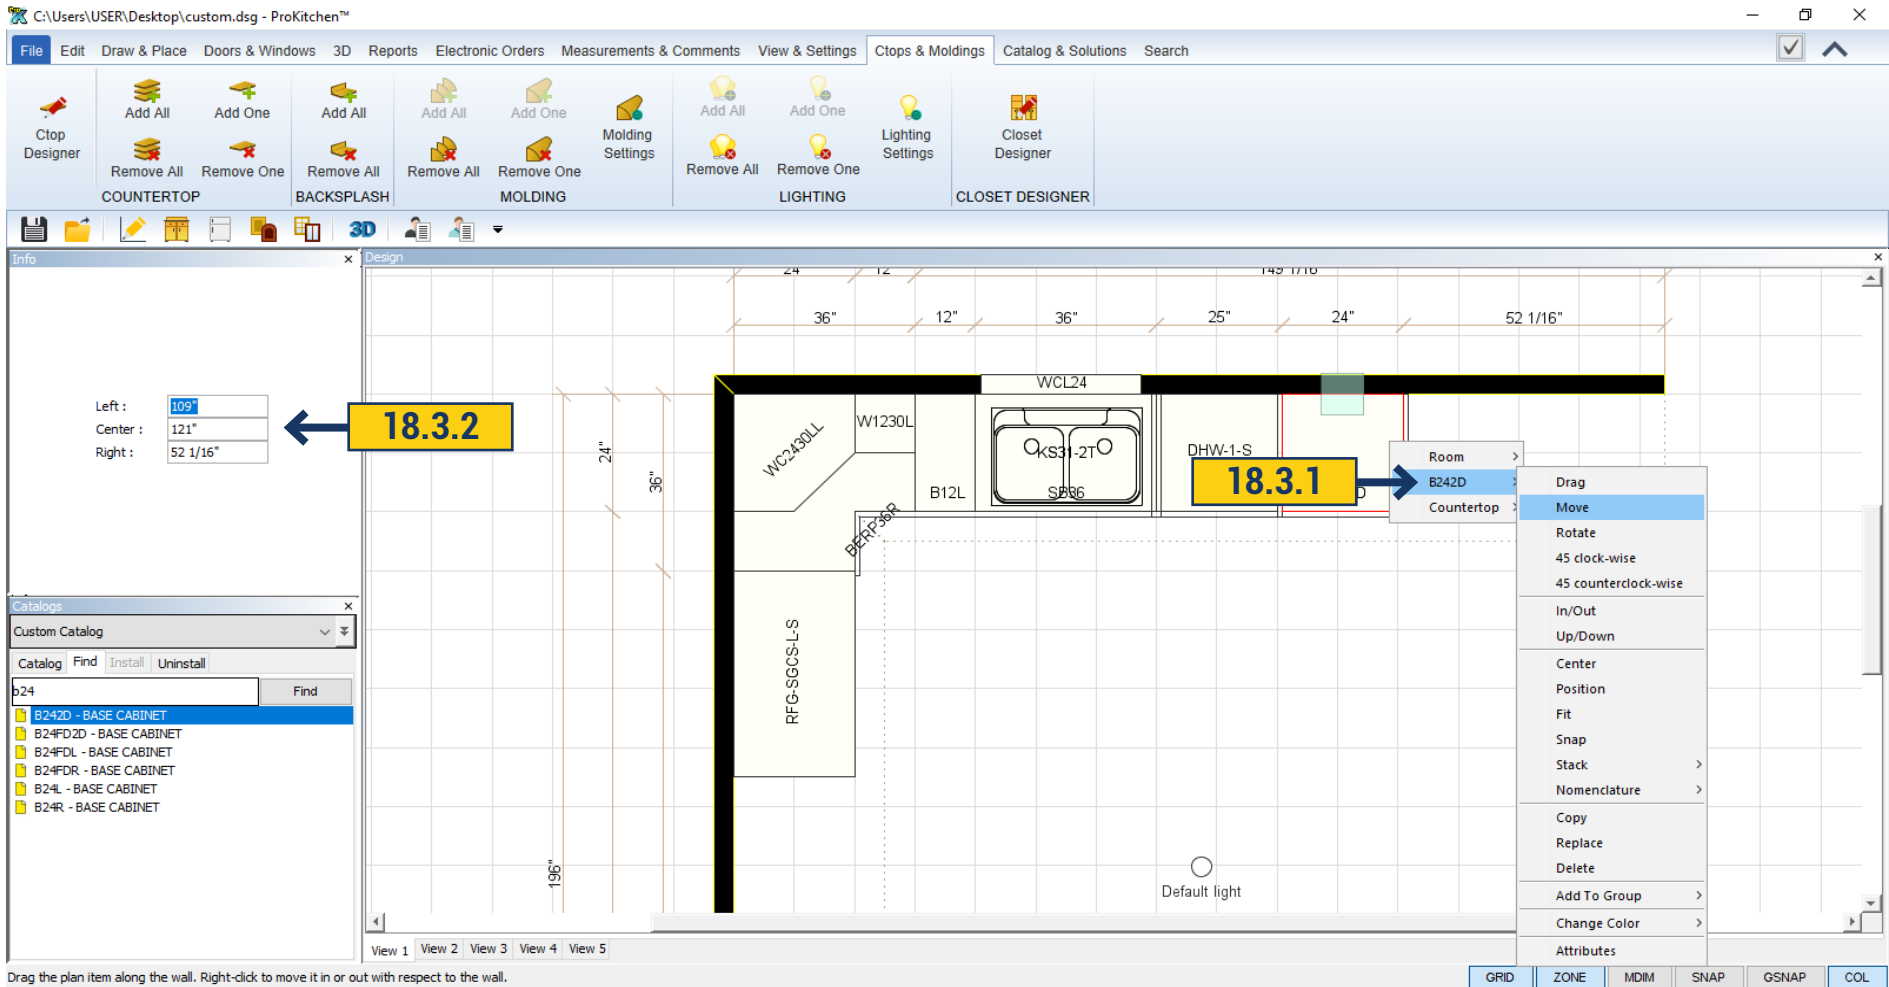 C:\Users\USER\Desktop\custom.dsg - ProKitchen™
File Edit Draw & Place Doors & Windows 3D Reports Electronic Orders Measurements & Comments View & Settings Ctops & Moldings Catalog & Solutions Search
Ctop Designer
Add All Add One
Remove All Remove One
COUNTERTOP
Add All
Remove All
BACKSPLASH
Add All Add One
Remove All Remove One
Molding Settings
MOLDING
Add All Add One
Remove All Remove One
Lighting Settings
LIGHTING
Closet Designer
CLOSET DESIGNER
3D
Info
Left : 109"
Center : 121"
Right : 52 1/16"
18.3.2
Catalogs
Custom Catalog
Catalog Find Install Uninstall
b24 Find
B242D - BASE CABINET
B24FD2D - BASE CABINET
B24FDL - BASE CABINET
B24FDR - BASE CABINET
B24L - BASE CABINET
B24R - BASE CABINET
Design
24 12 149 1/16
36" 12" 36" 25" 24" 52 1/16"
WCL24
W1230L
WC2430LL
KS31-2T
DHW-1-S
24"
36"
B12L
SB36
BERP36R
RFG-SGCS-L-S
196"
Default light
18.3.1
D
Room
B242D
Countertop
Drag
Move
Rotate
45 clock-wise
45 counterclock-wise
In/Out
Up/Down
Center
Position
Fit
Snap
Stack
Nomenclature
Copy
Replace
Delete
Add To Group
Change Color
Attributes
View 1 View 2 View 3 View 4 View 5
Drag the plan item along the wall. Right-click to move it in or out with respect to the wall.
GRID ZONE MDIM SNAP GSNAP COL